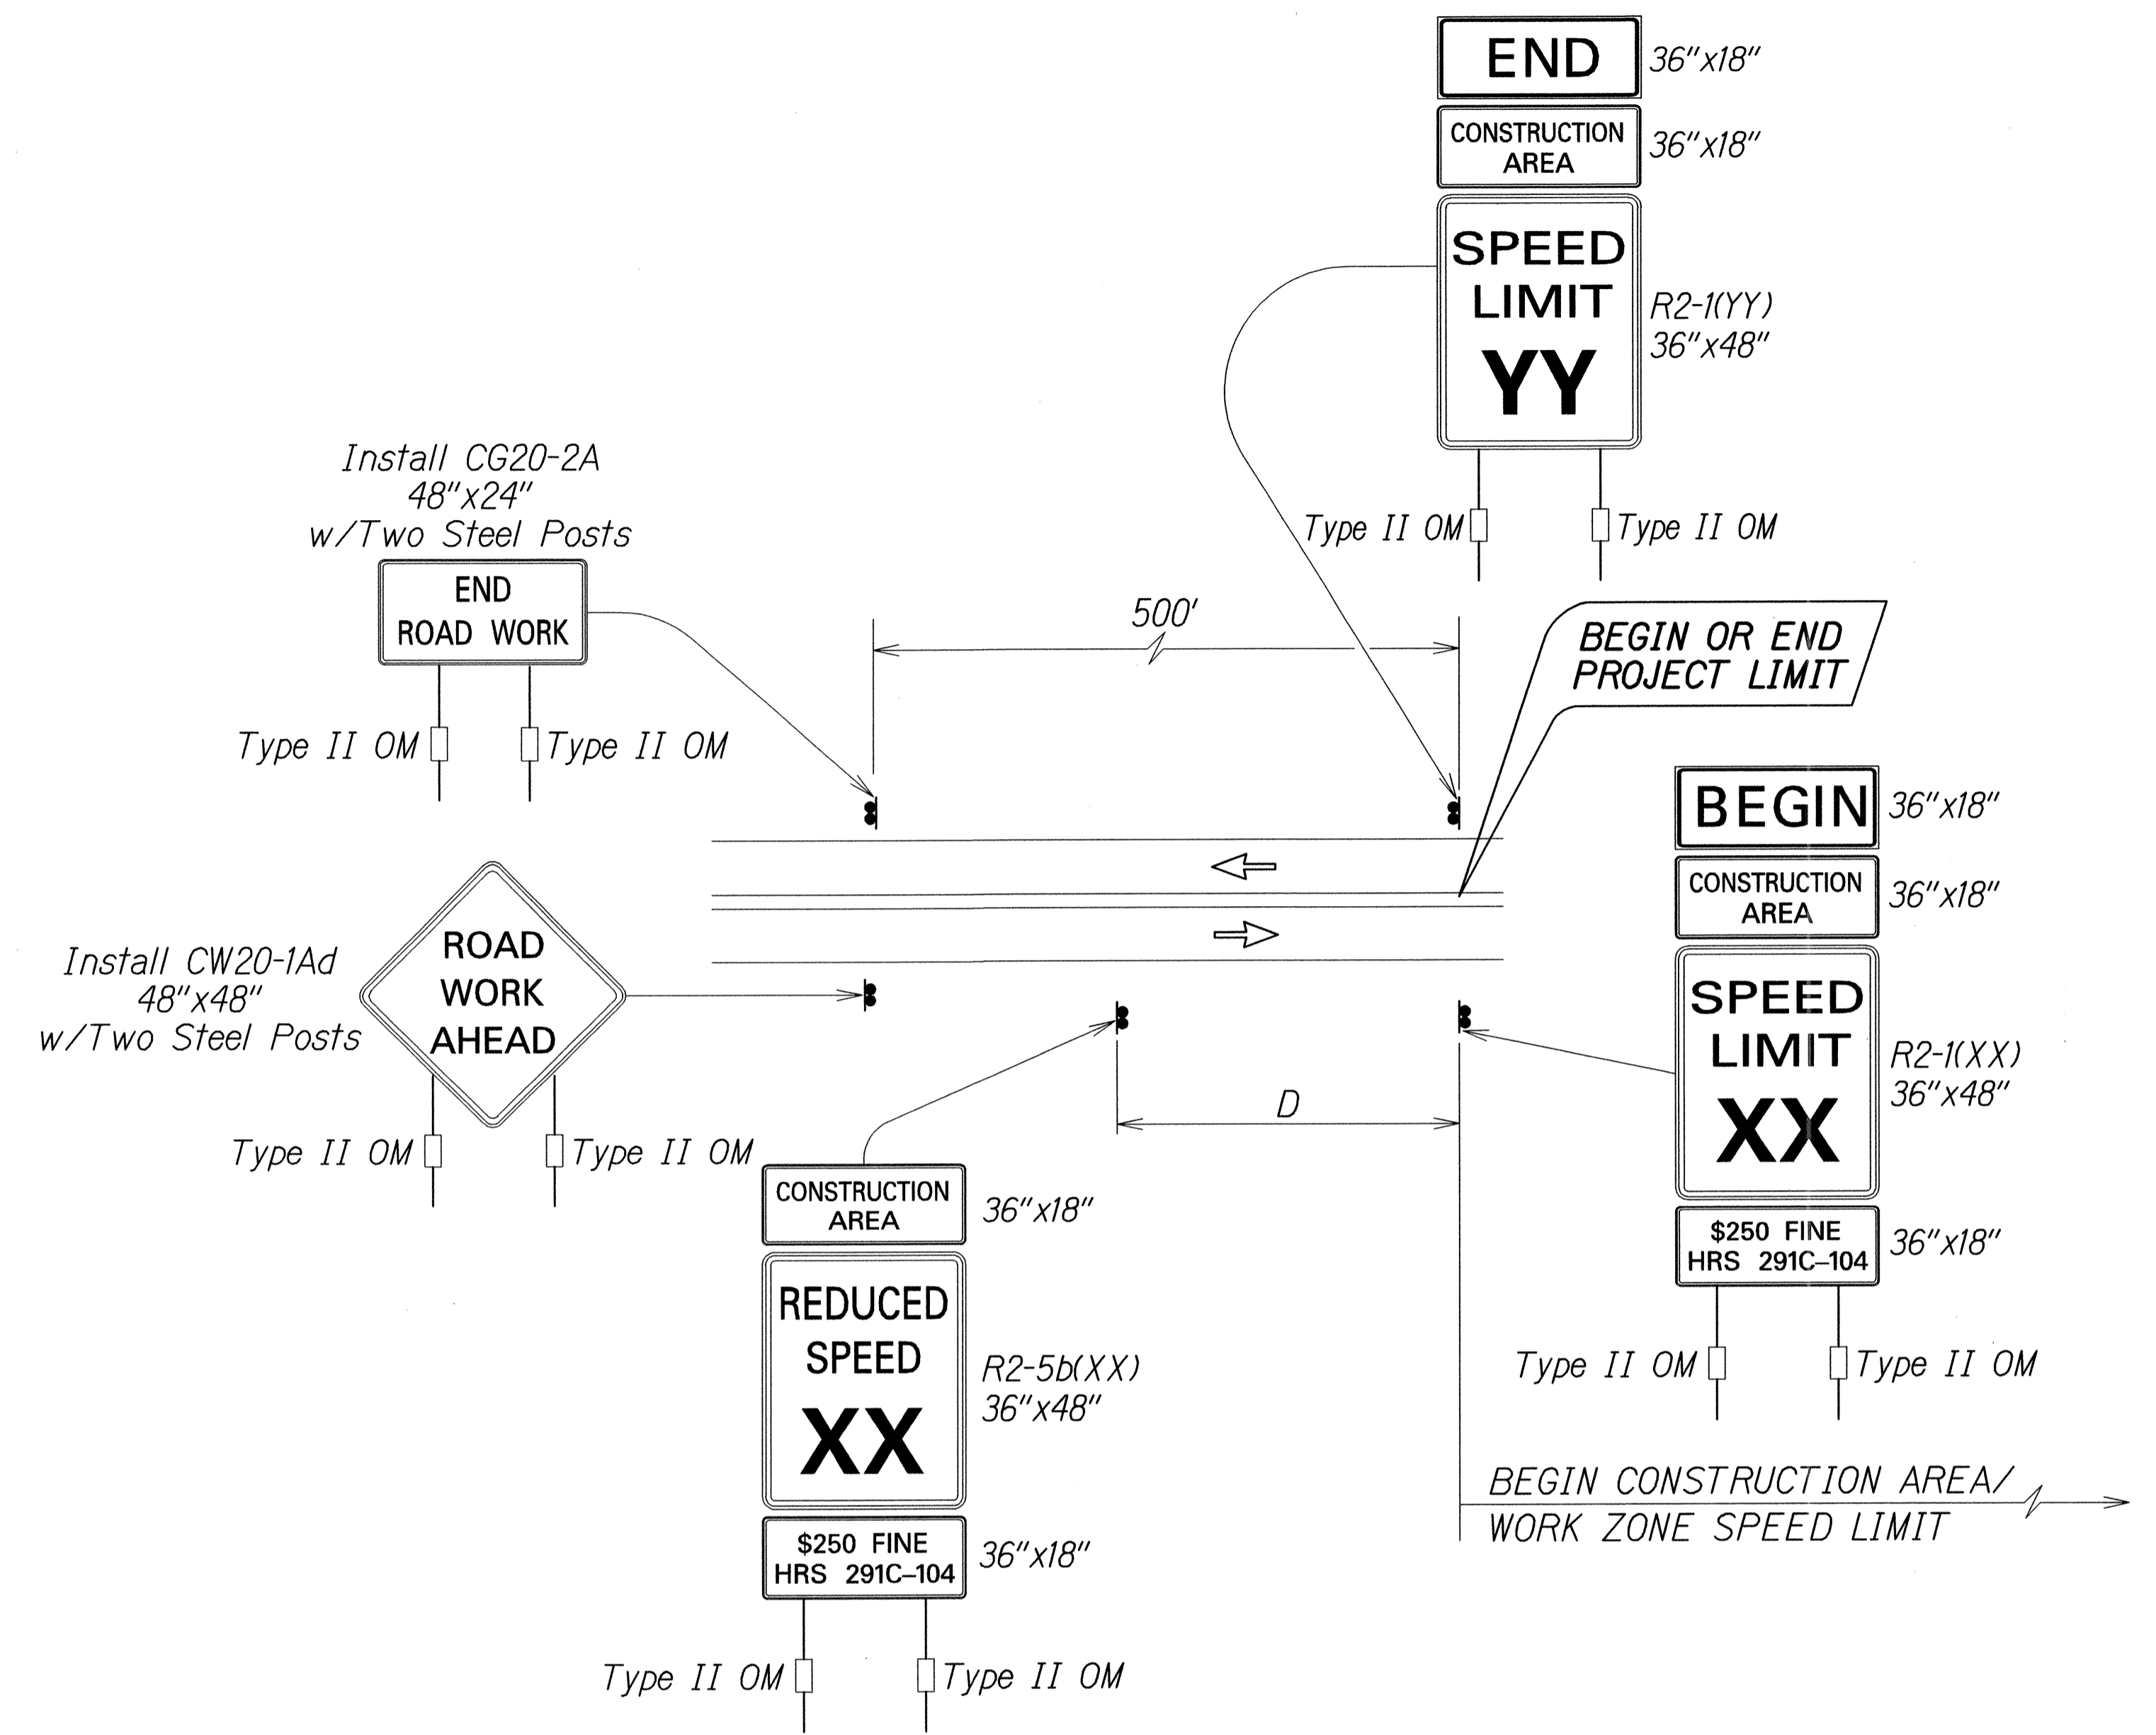 END
36"x18"
CONSTRUCTION
AREA
36"x18"
SPEED
LIMIT
YY
R2-1(YY)
36"x48"
Type II OM
Type II OM
Install CG20-2A
48"x24"
w/Two Steel Posts
END
ROAD WORK
Type II OM
Type II OM
500'
BEGIN OR END
PROJECT LIMIT
BEGIN
36"x18"
CONSTRUCTION
AREA
36"x18"
SPEED
LIMIT
XX
R2-1(XX)
36"x48"
$250 FINE
HRS 291C–104
36"x18"
Type II OM
Type II OM
Install CW20-1Ad
48"x48"
w/Two Steel Posts
ROAD
WORK
AHEAD
Type II OM
Type II OM
D
CONSTRUCTION
AREA
36"x18"
REDUCED
SPEED
XX
R2-5b(XX)
36"x48"
$250 FINE
HRS 291C–104
36"x18"
Type II OM
Type II OM
BEGIN CONSTRUCTION AREA/
WORK ZONE SPEED LIMIT